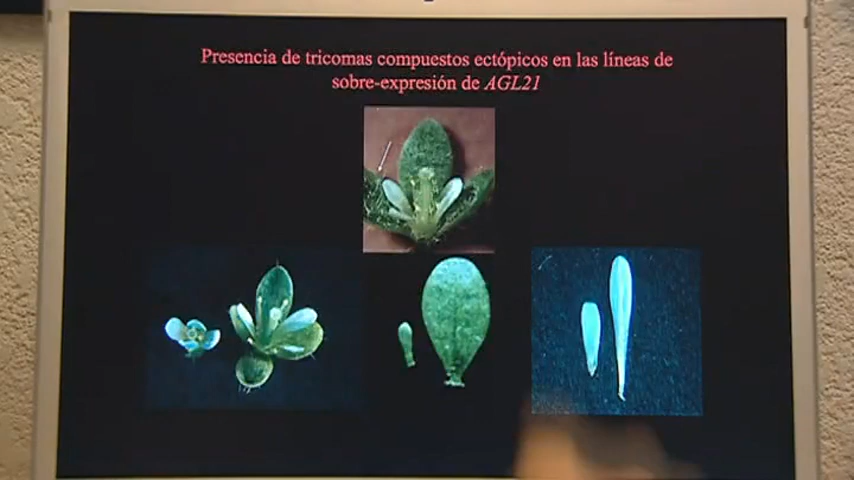 Presencia de tricomas compuestos ectópicos en las líneas de
sobre-expresión de AGL21